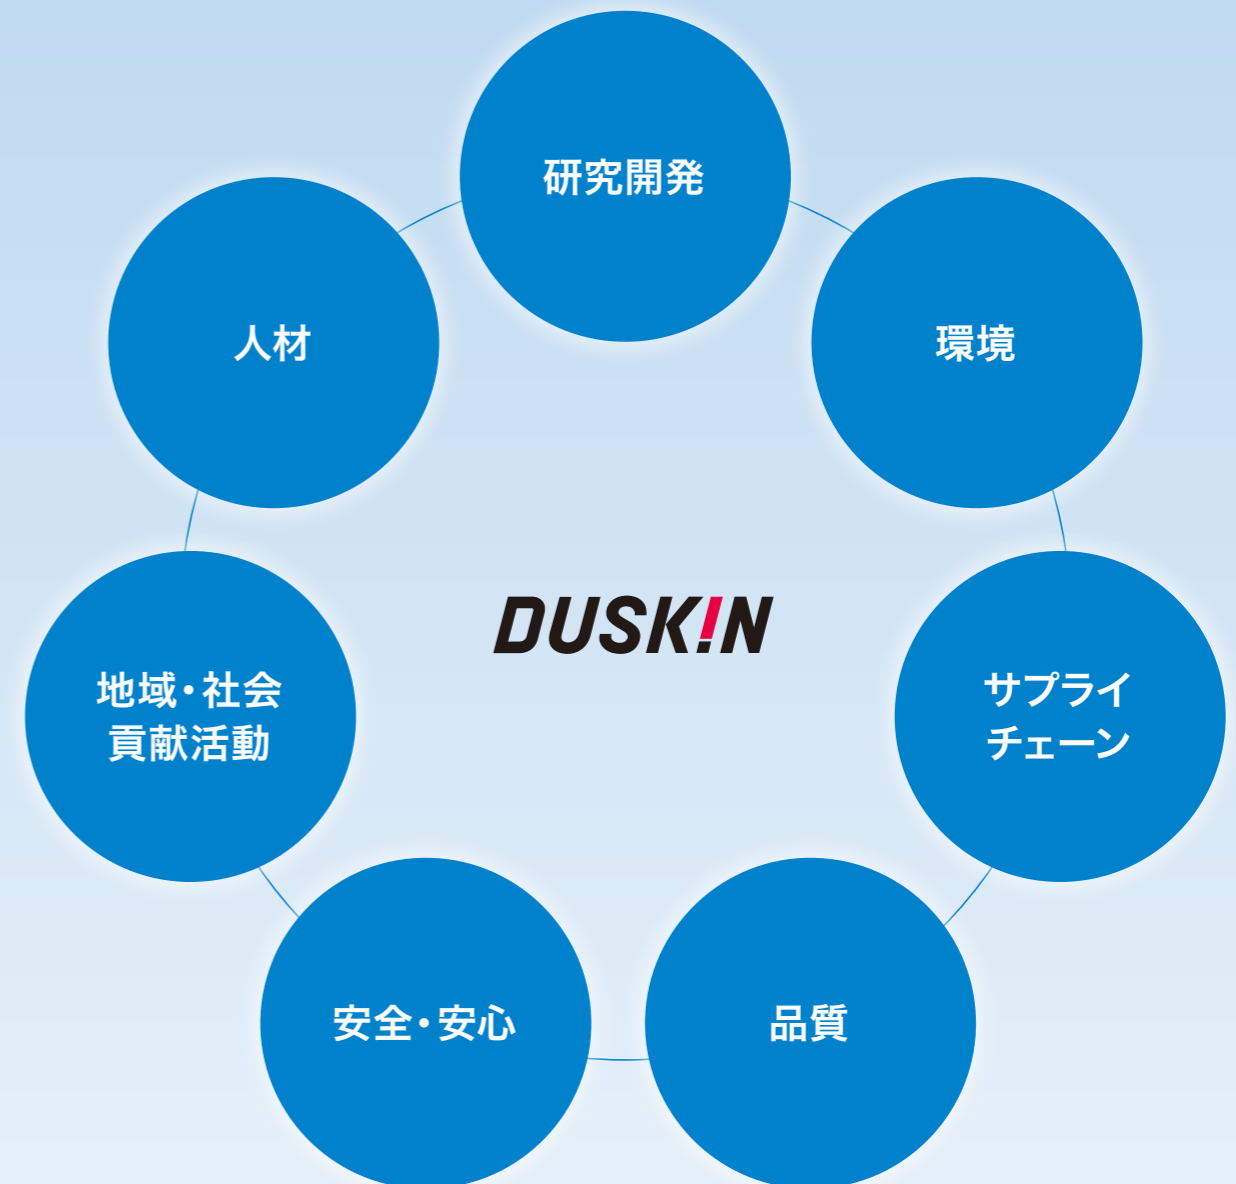 研究開発
人材
環境
DUSK!N
地域・社会
貢献活動
サプライ
チェーン
安全・安心
品質